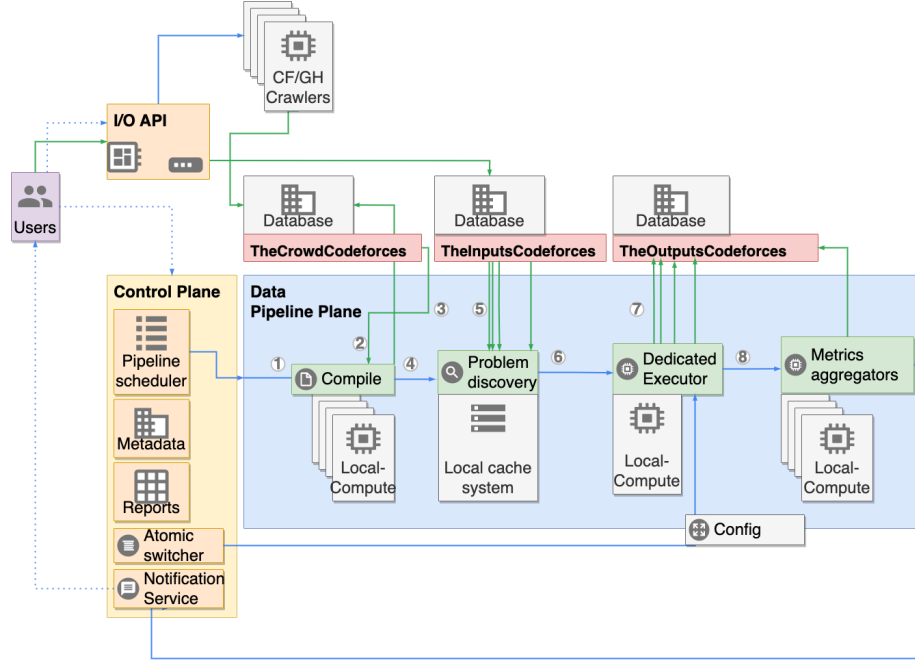 CF/GH
Crawlers
I/O API
Users
Database
Database
Database
TheCrowdCodeforces
TheInputsCodeforces
TheOutputsCodeforces
Control Plane
Data
Pipeline Plane
Pipeline
scheduler
Metadata
Reports
Atomic
switcher
Notification
Service
1
2
3
4
5
6
7
8
Compile
Local-
Compute
Problem
discovery
Local cache
system
Dedicated
Executor
Local-
Compute
Metrics
aggregators
Local-
Compute
Config